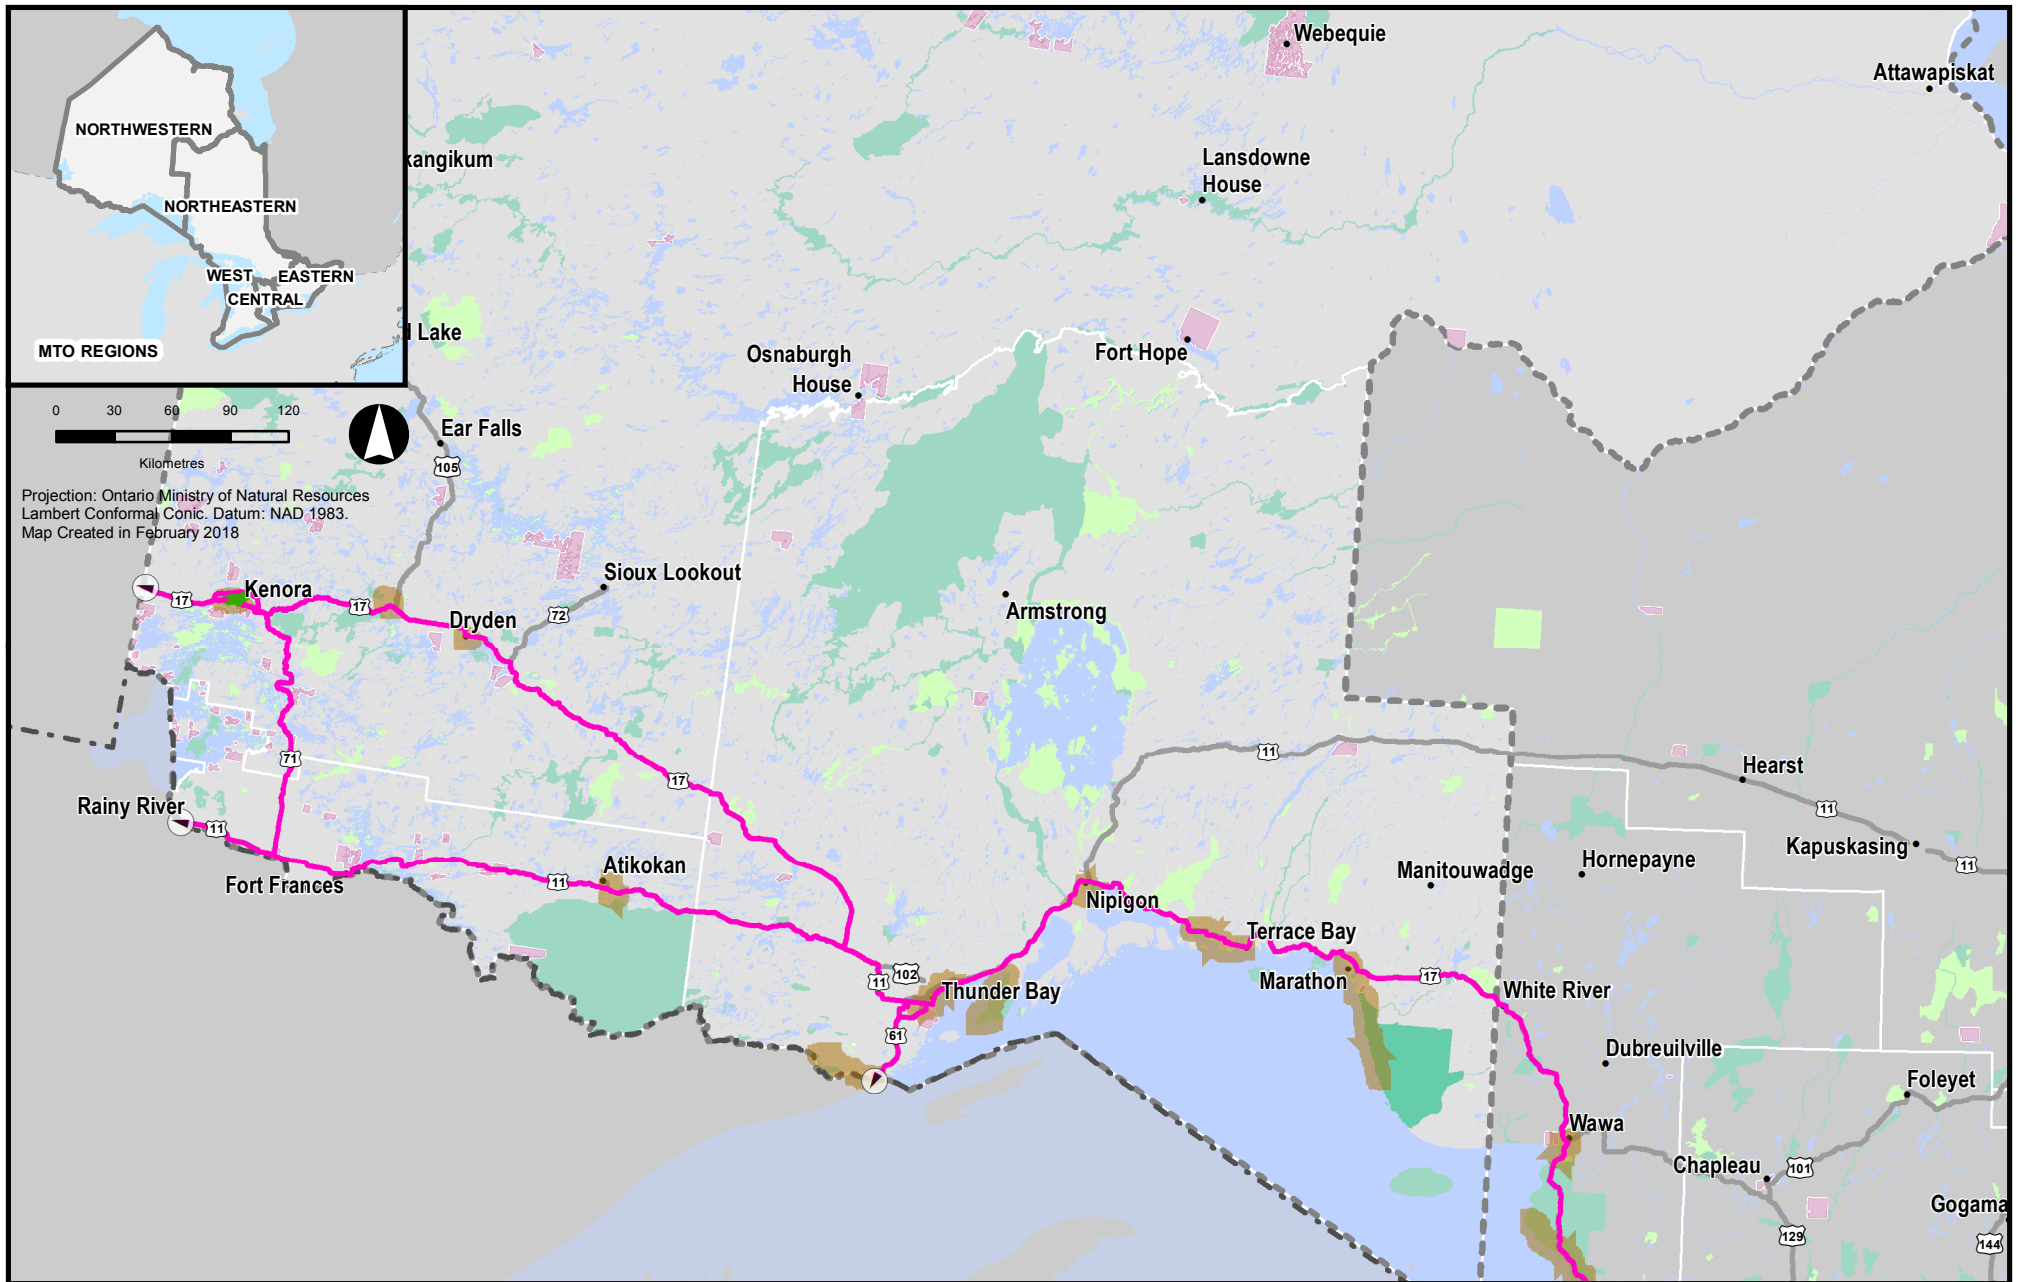 NORTHWESTERN
NORTHEASTERN
WEST
EASTERN
CENTRAL
MTO REGIONS
0 30 60 90 120
Kilometres
Projection: Ontario Ministry of Natural Resources
Lambert Conformal Conic. Datum: NAD 1983.
Map Created in February 2018
Webequie
Attawapiskat
kangikum
Lansdowne
House
Lake
Osnaburgh
House
Fort Hope
Ear Falls
105
Sioux Lookout
72
Armstrong
Kenora
17
17
Dryden
71
17
11
Hearst
11
Rainy River
11
Fort Frances
Atikokan
11
Kapuskasing
11
Hornepayne
Manitouwadge
Nipigon
Terrace Bay
Marathon
17
White River
102
11
Thunder Bay
61
Dubreuilville
Foleyet
Wawa
Chapleau
101
Gogama
129
144